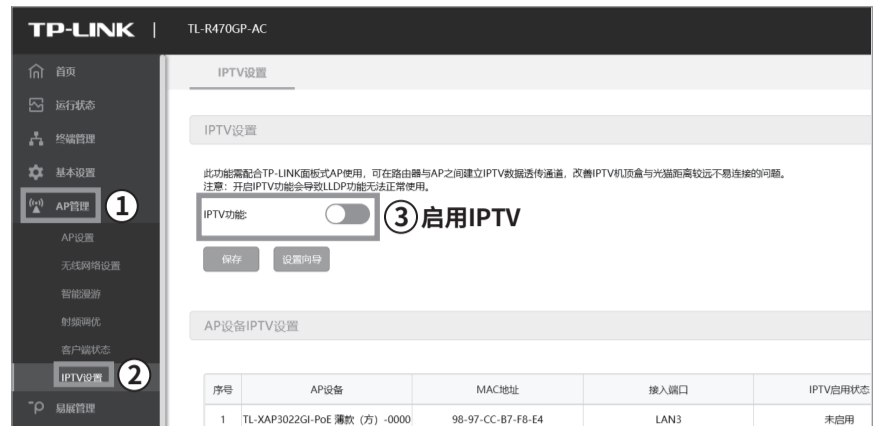 TP-LINK | TL-R470GP-AC
首页
运行状态
终端管理
基本设置
AP管理 ①
AP设置
无线网络设置
智能漫游
射频调优
客户端状态
IPTV设置 ②
易展管理
IPTV设置
IPTV设置
此功能需配合TP-LINK面板式AP使用，可在路由器与AP之间建立IPTV数据透传通道，改善IPTV机顶盒与光猫距离较远不易连接的问题。
注意：开启IPTV功能会导致LLDP功能无法正常使用。
IPTV功能: ③启用IPTV
保存 设置向导
AP设备IPTV设置
序号 AP设备 MAC地址 接入端口 IPTV启用状态
1 TL-XAP3022GI-PoE 薄款（方）-0000 98-97-CC-B7-F8-E4 LAN3 未启用